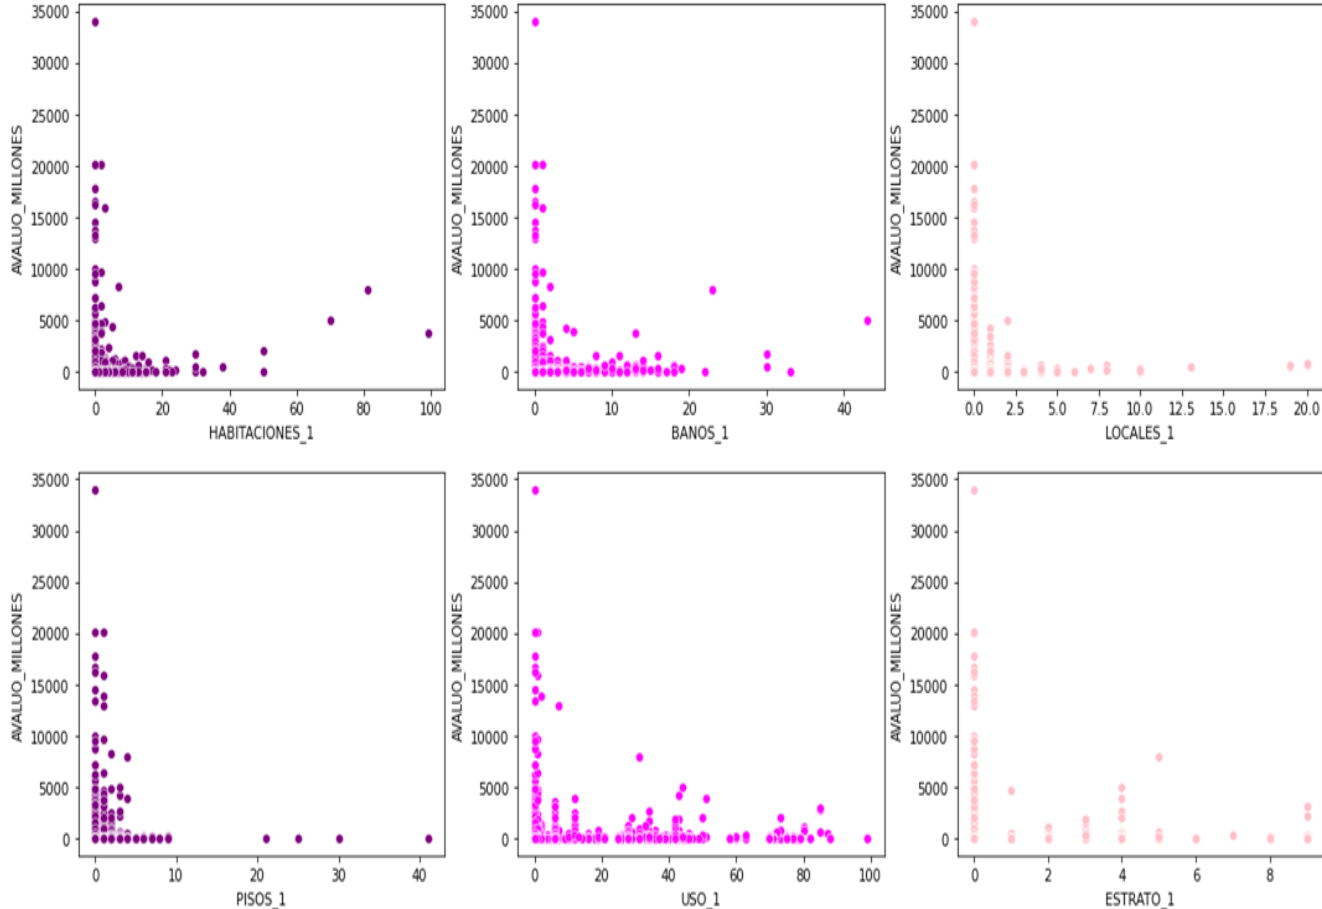 35000 35000 35000
30000 30000 30000
25000 25000 25000
20000 20000 20000
15000 15000 15000
10000 10000 10000
5000 5000 5000
0 0 0
AVALUO_MILLONES AVALUO_MILLONES AVALUO_MILLONES
0 20 40 60 80 100 0 10 20 30 40 0.0 2.5 5.0 7.5 10.0 12.5 15.0 17.5 20.0
HABITACIONES_1 BANOS_1 LOCALES_1
35000 35000 35000
30000 30000 30000
25000 25000 25000
20000 20000 20000
15000 15000 15000
10000 10000 10000
5000 5000 5000
0 0 0
AVALUO_MILLONES AVALUO_MILLONES AVALUO_MILLONES
0 10 20 30 40 0 20 40 60 80 100 0 2 4 6 8
PISOS_1 USO_1 ESTRATO_1